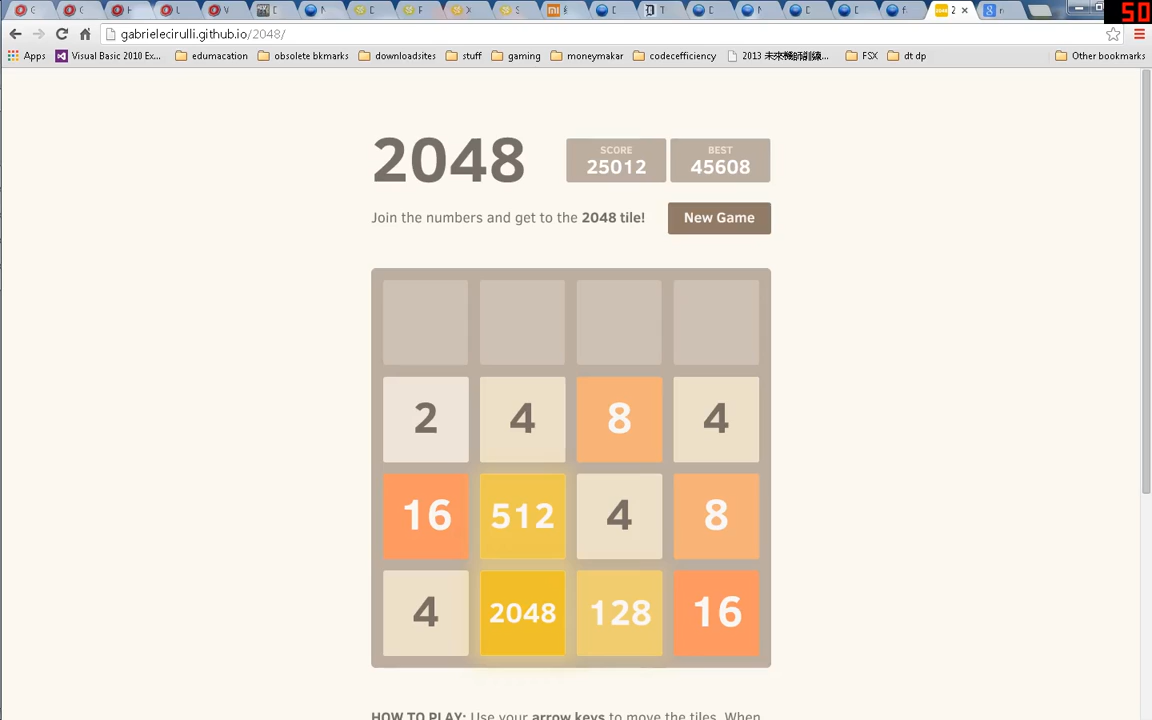 50
gabrielecirulli.github.io/2048/
Apps Visual Basic 2010 Ex... edumacation obsolete bkmarks downloadsites stuff gaming moneymakar codecefficiency 2013 FSX dt dp Other bookmarks
2048
SCORE BEST
25012 45608
Join the numbers and get to the 2048 tile! New Game
2 4 8 4
16 512 4 8
4 2048 128 16
HOW TO PLAY: Use your arrow keys to move the tiles. When